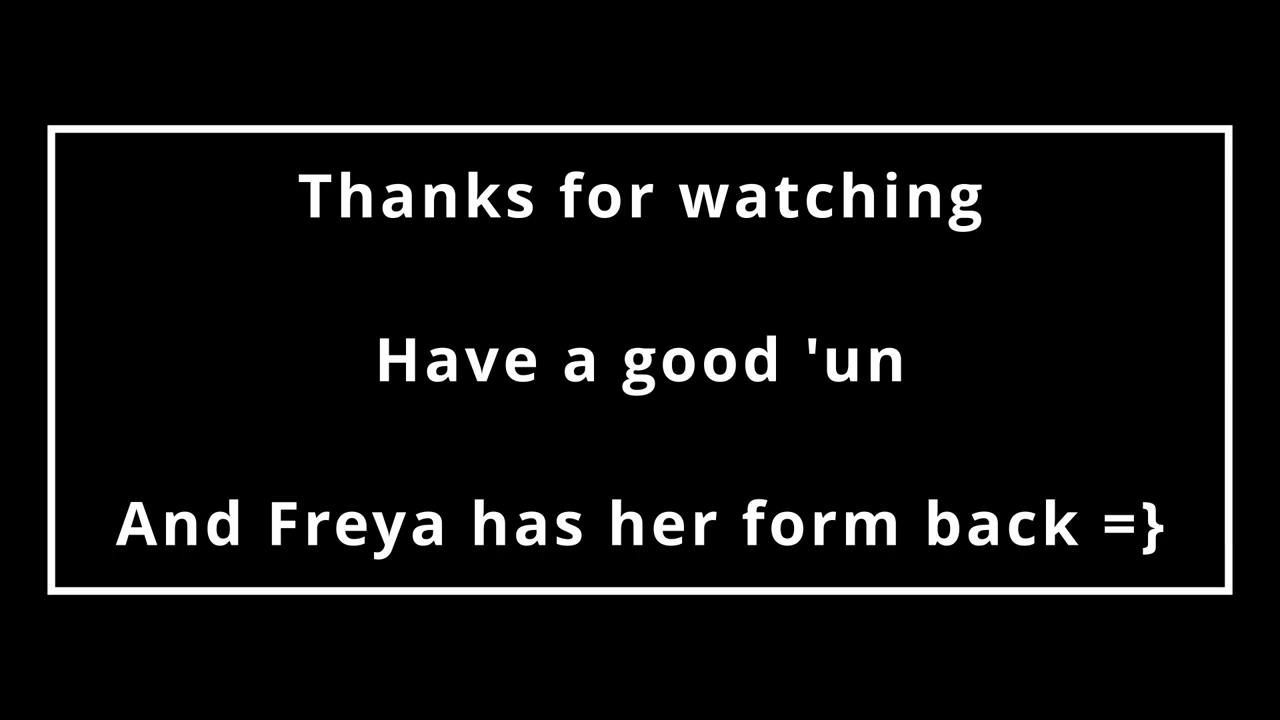 Thanks for watching
Have a good 'un
And Freya has her form back =}